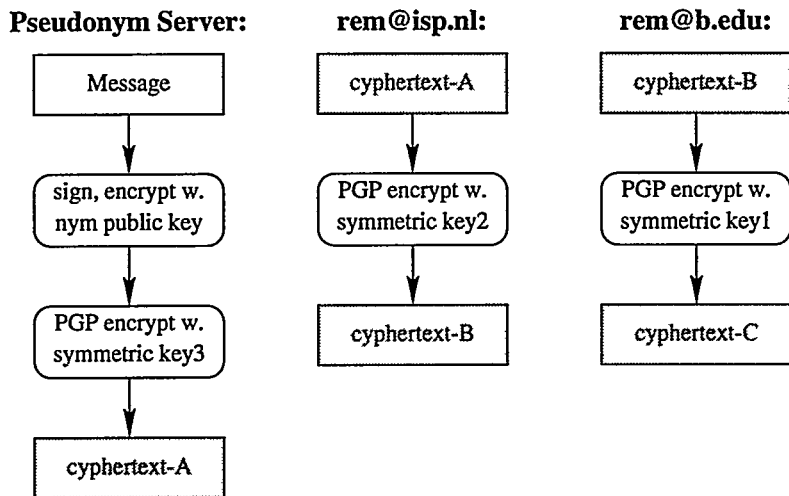 Pseudonym Server:
Message
sign, encrypt w.
nym public key
PGP encrypt w.
symmetric key3
cyphertext-A
rem@isp.nl:
cyphertext-A
PGP encrypt w.
symmetric key2
cyphertext-B
rem@b.edu:
cyphertext-B
PGP encrypt w.
symmetric key1
cyphertext-C